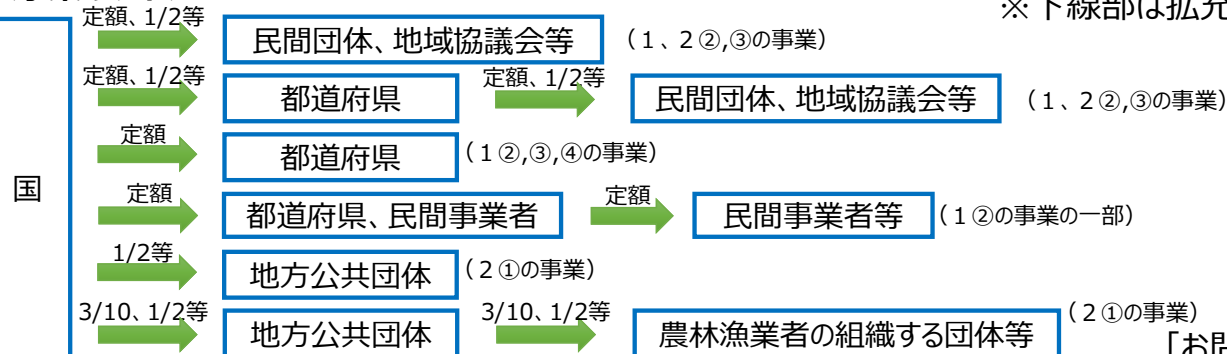 ※下線部は拡充
定額、1/2等
民間団体、地域協議会等 (1、2②,③の事業)
定額、1/2等 都道府県 定額、1/2等 民間団体、地域協議会等 (1、2②,③の事業)
定額 都道府県 (1②,③,④の事業)
国
定額 都道府県、民間事業者 定額 民間事業者等 (1②の事業の一部)
1/2等 地方公共団体 (2①の事業)
3/10、1/2等 地方公共団体 3/10、1/2等 農林漁業者の組織する団体等 (2①の事業)
［お問